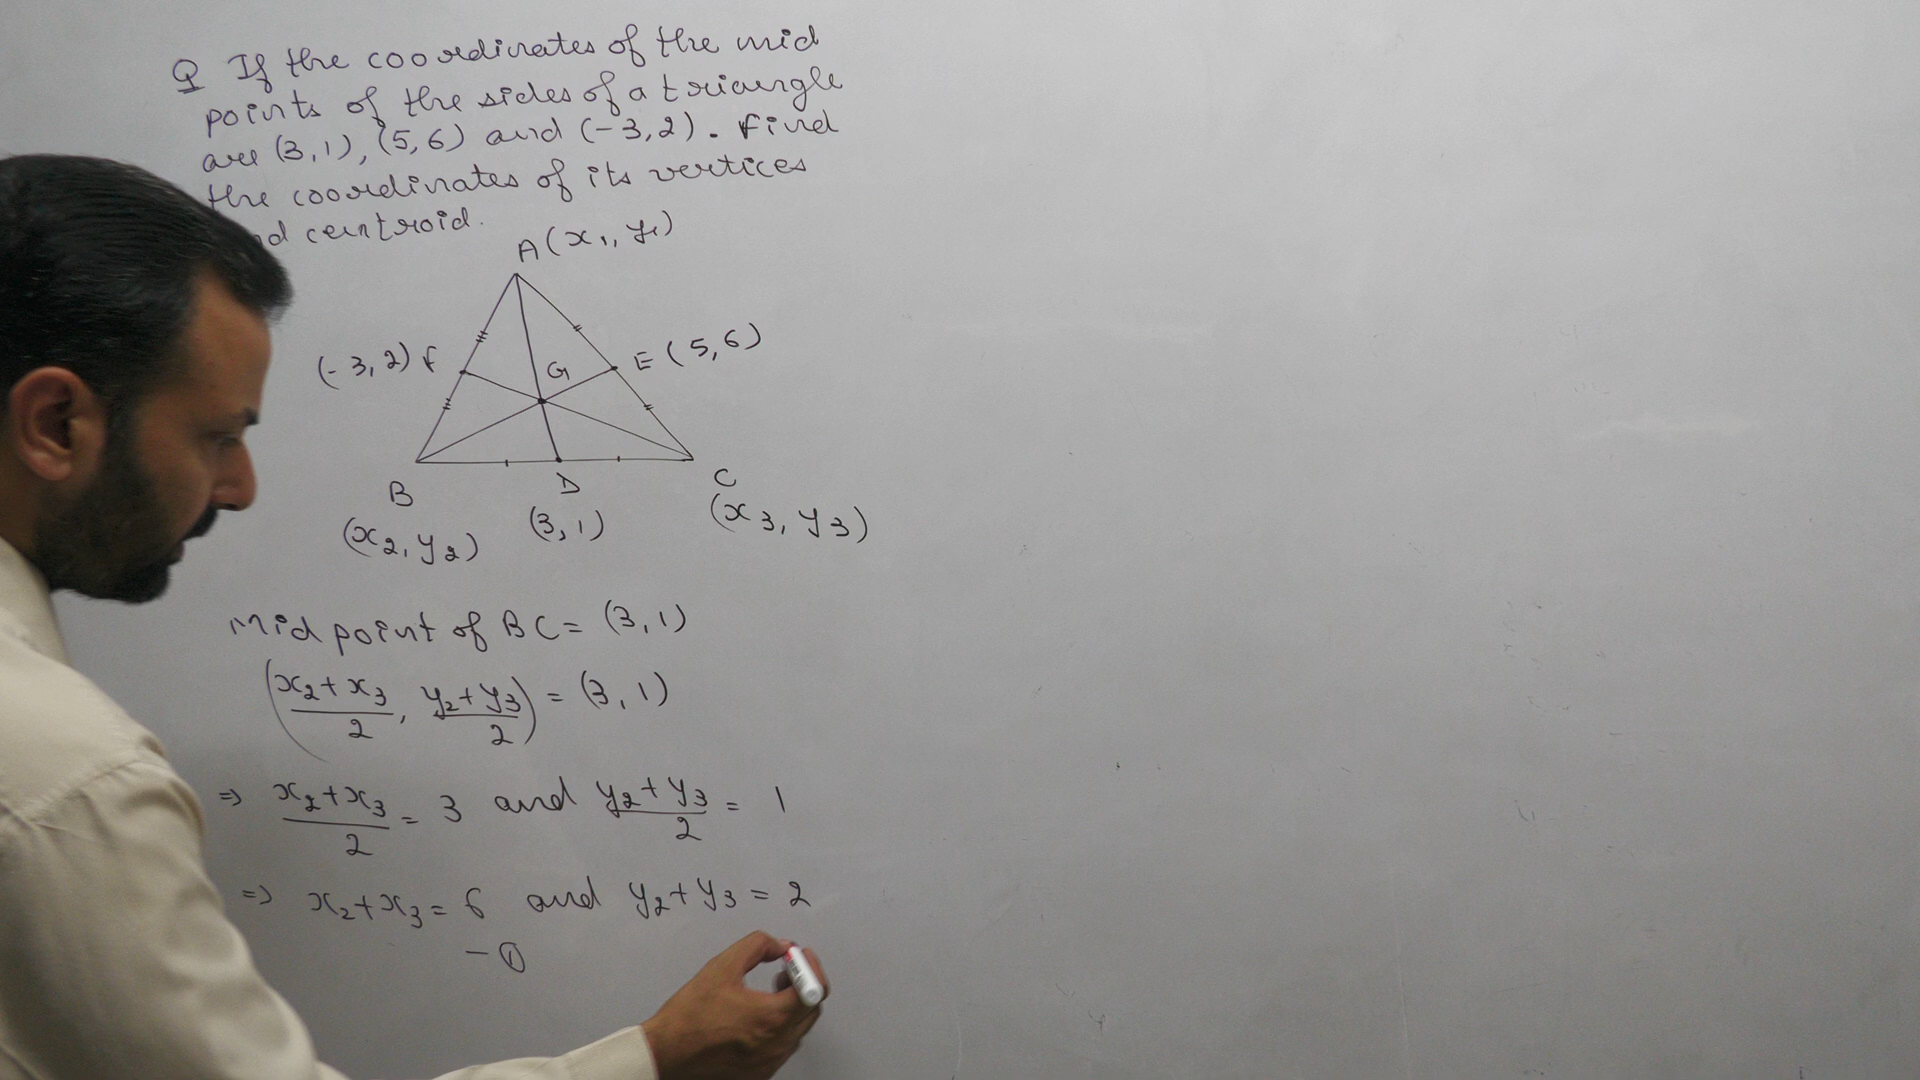 Q If the coordinates of the mid
points of the sides of a triangle
are (3,1), (5,6) and (-3,2). Find
the coordinates of its vertices
nd centroid.
A(x₁, y₁)
(-3,2) F
G
E (5,6)
B
D
C
(x₂, y₂)
(3,1)
(x₃, y₃)
Mid point of BC = (3,1)
(x₂+x₃/2, y₂+y₃/2) = (3,1)
⇒ x₂+x₃/2 = 3 and y₂+y₃/2 = 1
⇒ x₂+x₃ = 6 and y₂+y₃ = 2
-①